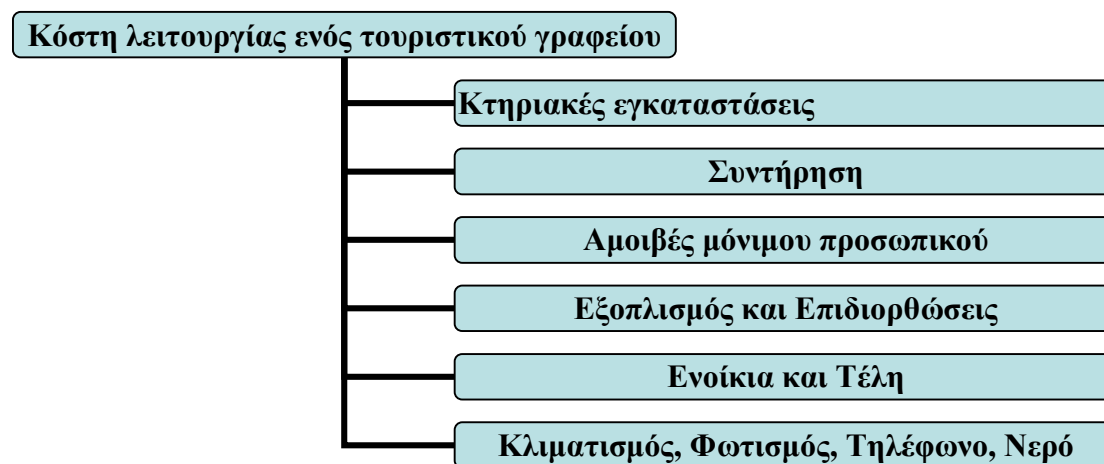 Κόστη λειτουργίας ενός τουριστικού γραφείου
Κτηριακές εγκαταστάσεις
Συντήρηση
Αμοιβές μόνιμου προσωπικού
Εξοπλισμός και Επιδιορθώσεις
Ενοίκια και Τέλη
Κλιματισμός, Φωτισμός, Τηλέφωνο, Νερό